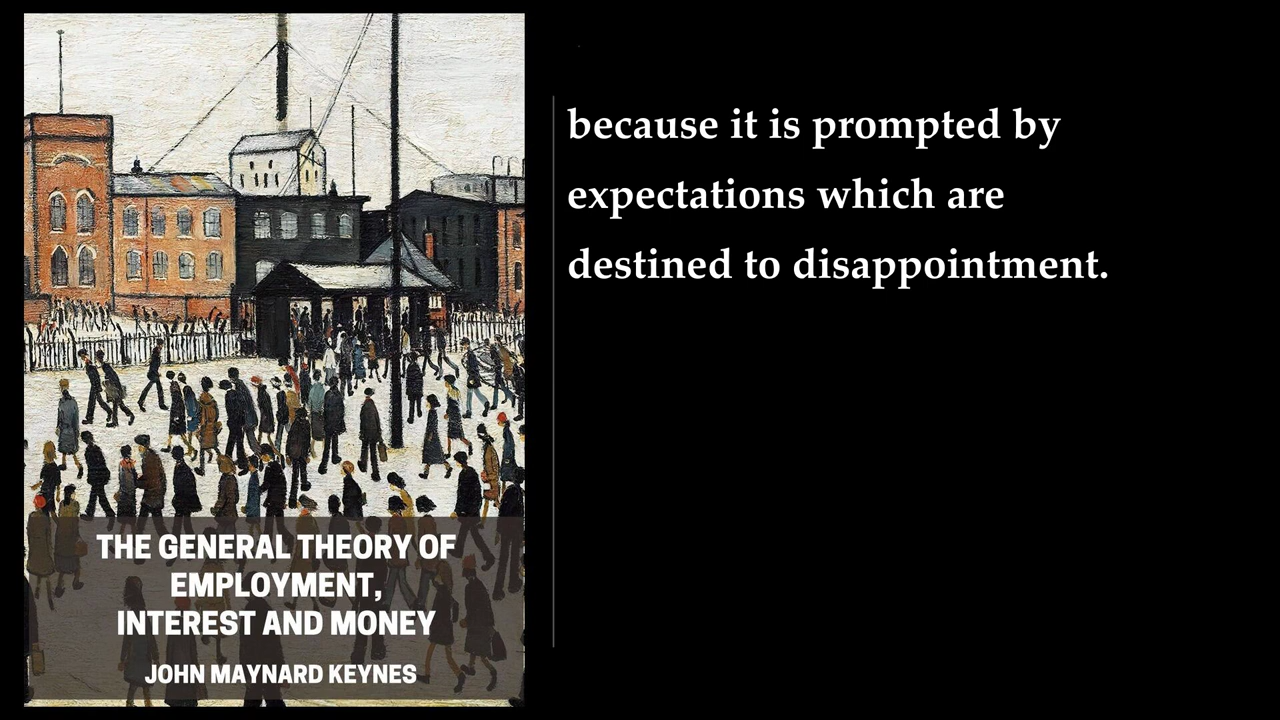 THE GENERAL THEORY OF
EMPLOYMENT,
INTEREST AND MONEY
JOHN MAYNARD KEYNES
because it is prompted by
expectations which are
destined to disappointment.